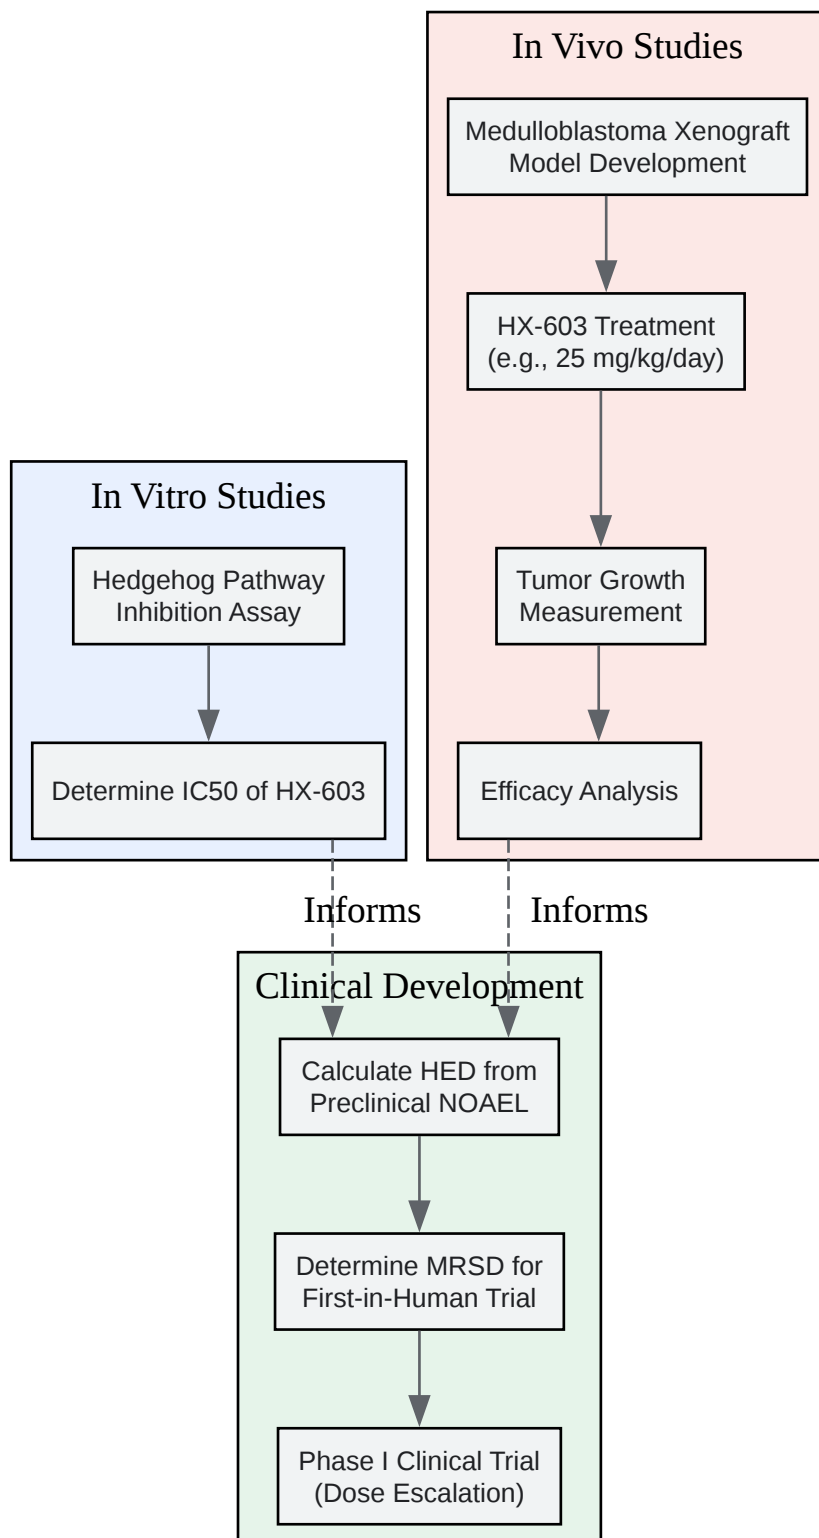 In Vivo Studies
Medulloblastoma Xenograft
Model Development
HX-603 Treatment
(e.g., 25 mg/kg/day)
Tumor Growth
Measurement
Efficacy Analysis
In Vitro Studies
Hedgehog Pathway
Inhibition Assay
Determine IC50 of HX-603
Informs
Informs
Clinical Development
Calculate HED from
Preclinical NOAEL
Determine MRSD for
First-in-Human Trial
Phase I Clinical Trial
(Dose Escalation)